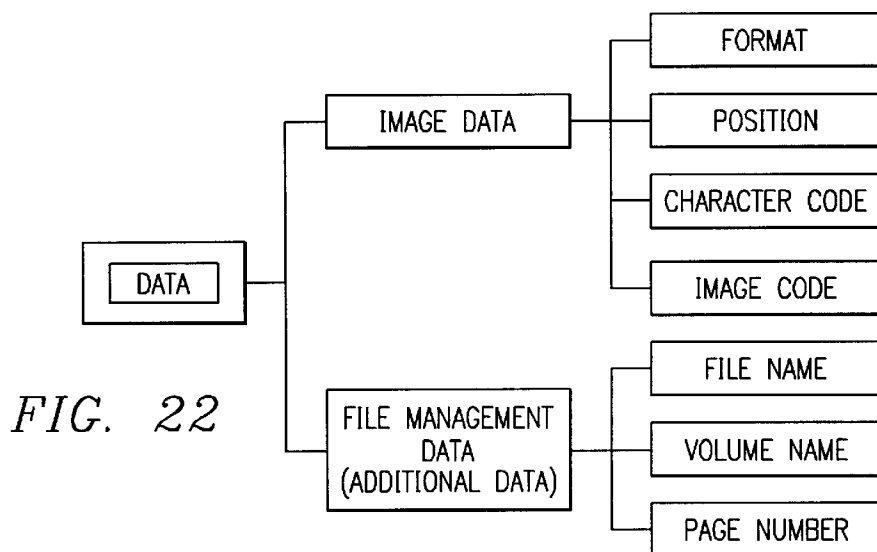 FORMAT
IMAGE DATA
POSITION
CHARACTER CODE
DATA
IMAGE CODE
FILE NAME
FIG. 22
FILE MANAGEMENT
DATA
(ADDITIONAL DATA)
VOLUME NAME
PAGE NUMBER